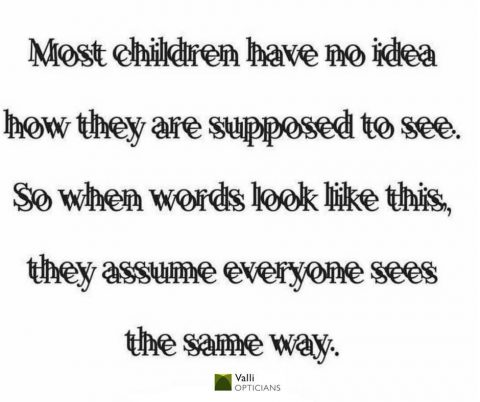 Most children have no idea
how they are supposed to see.
So when words look like this,
they assume everyone sees
the same way.
Valli
OPTICIANS